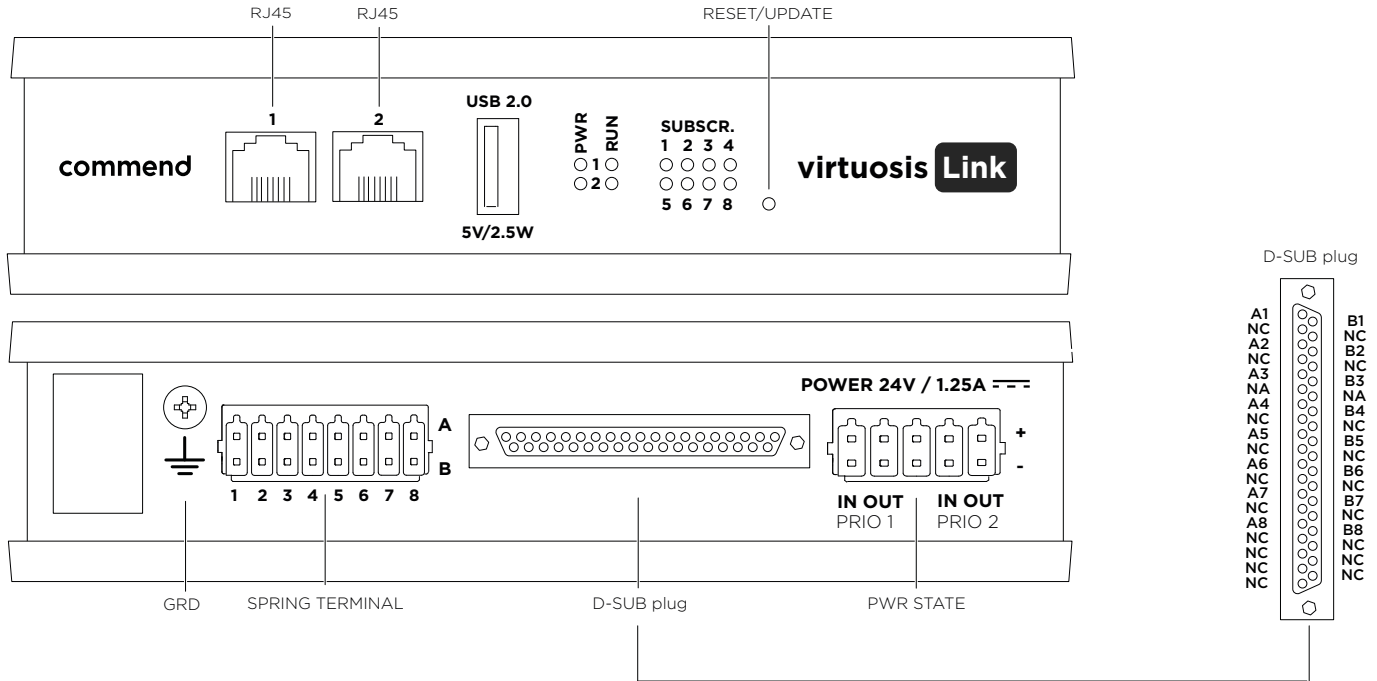 RJ45 RJ45 RESET/UPDATE
USB 2.0
1 2 PWR RUN SUBSCR.
1 2 3 4
commend 1 virtuosis Link
2
5 6 7 8
5V/2.5W
D-SUB plug
A1 B1
NC NC
A2 B2
NC NC
A3 B3
NA NA
A4 B4
NC NC
A5 B5
NC NC
A6 B6
NC NC
A7 B7
NC NC
A8 B8
NC NC
NC NC
NC NC
NC
POWER 24V / 1.25A
A +
B -
1 2 3 4 5 6 7 8
IN OUT IN OUT
PRIO 1 PRIO 2
GRD SPRING TERMINAL D-SUB plug PWR STATE